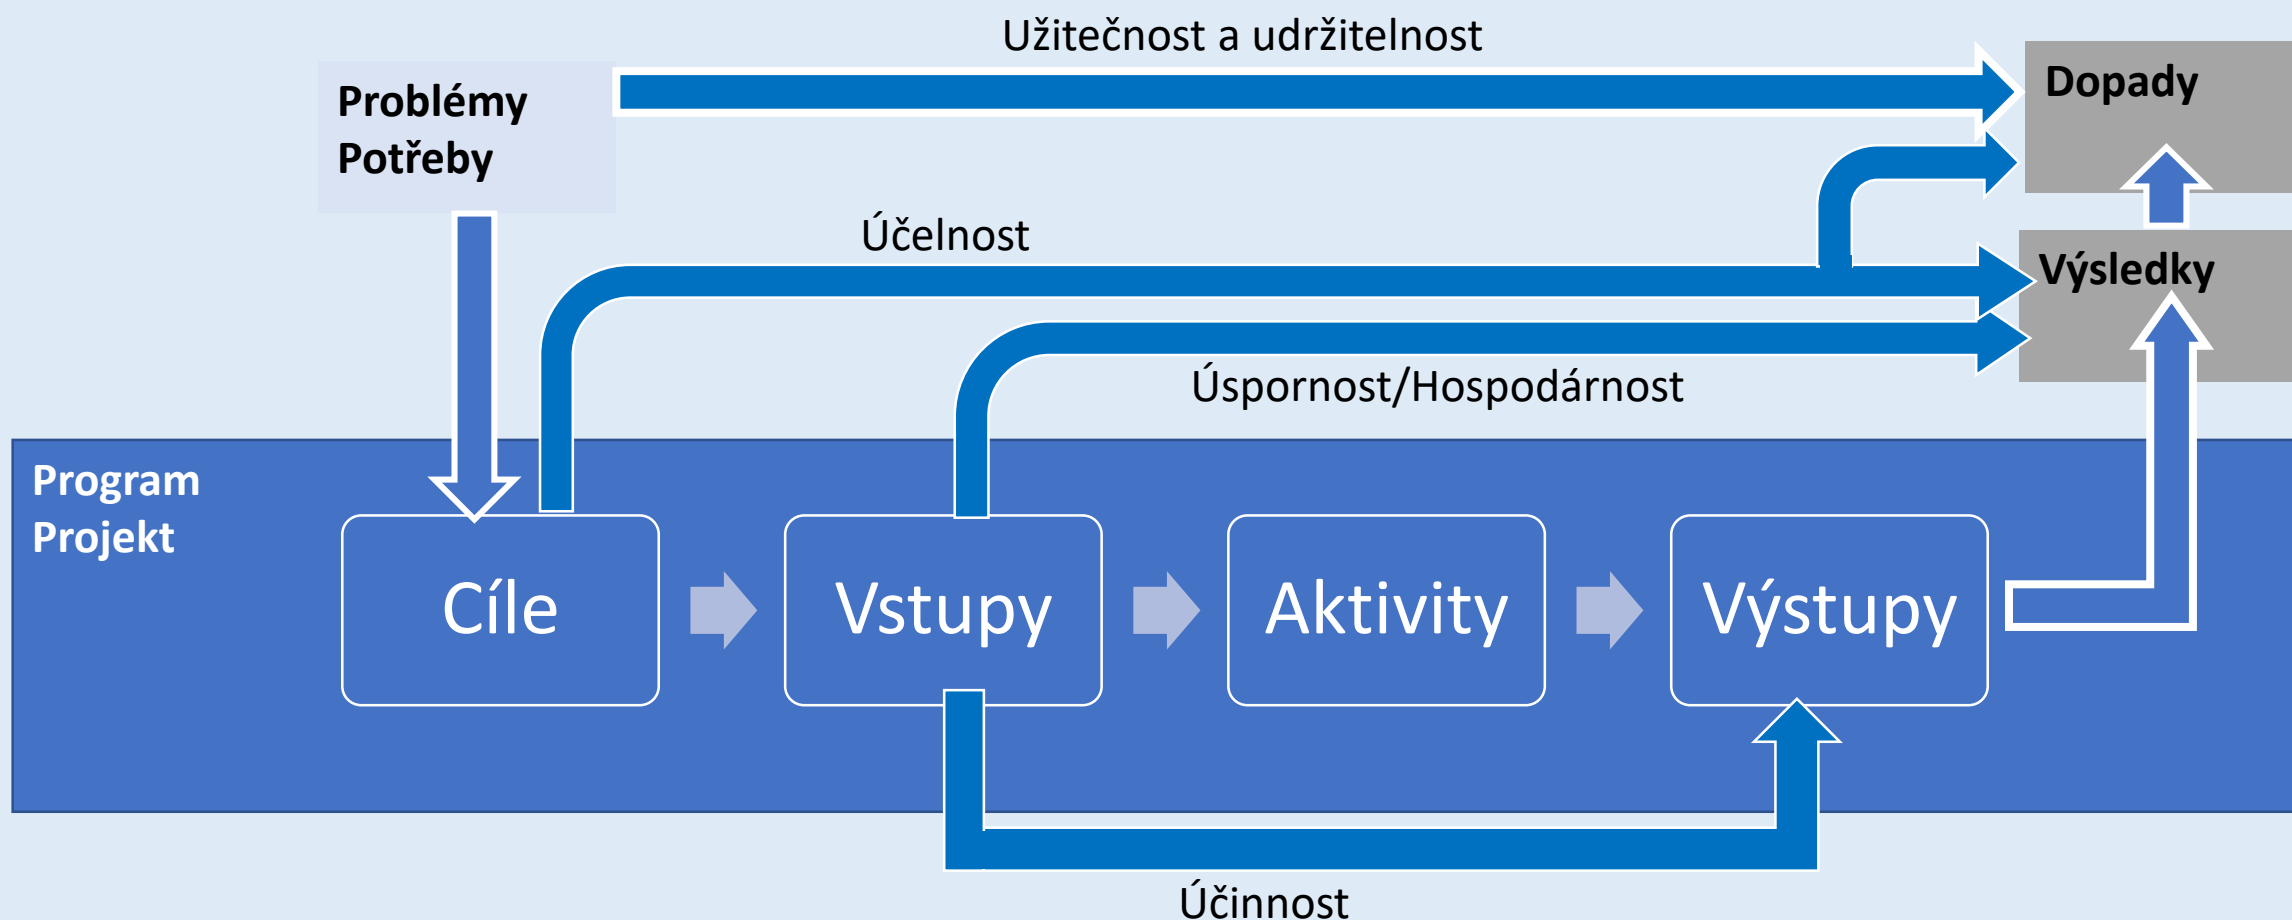 Užitečnost a udržitelnost
Problémy
Potřeby
Dopady
Účelnost
Výsledky
Úspornost/Hospodárnost
Program
Projekt
Cíle
Vstupy
Aktivity
Výstupy
Účinnost